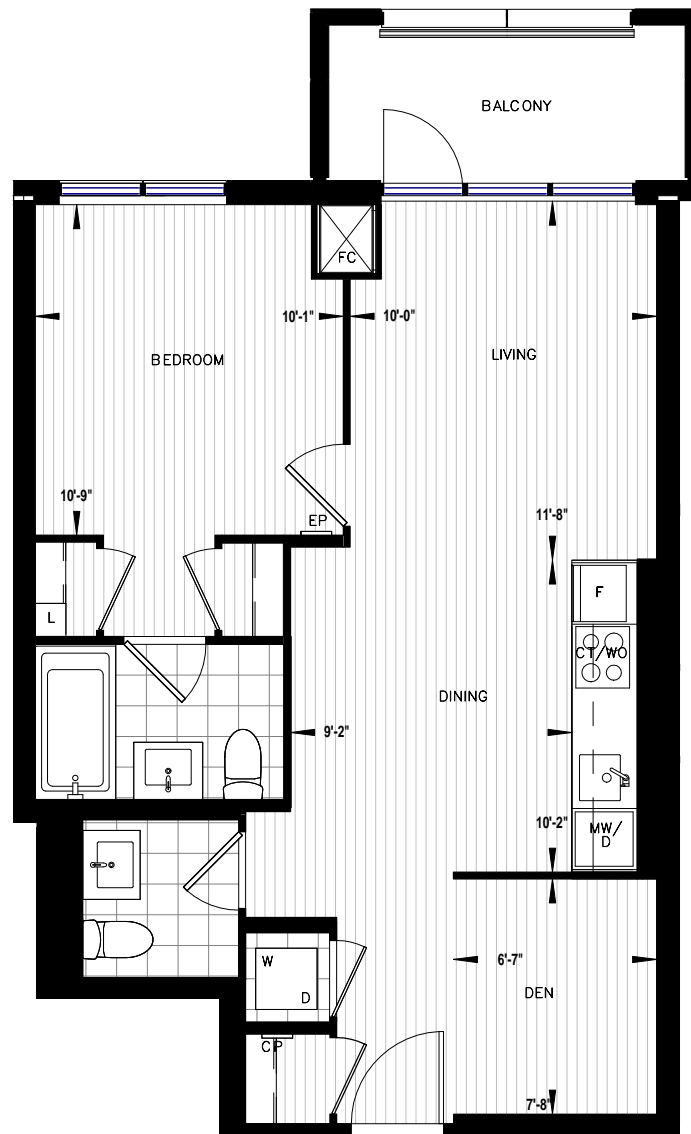 BALCONY
FC
10'-1"
10'-0"
LIVING
BEDROOM
10'-9"
EP
11'-8"
F
L
CT/WO
DINING
9'-2"
10'-2"
MW/
D
W
D
6'-7"
DEN
CP
7'-8"